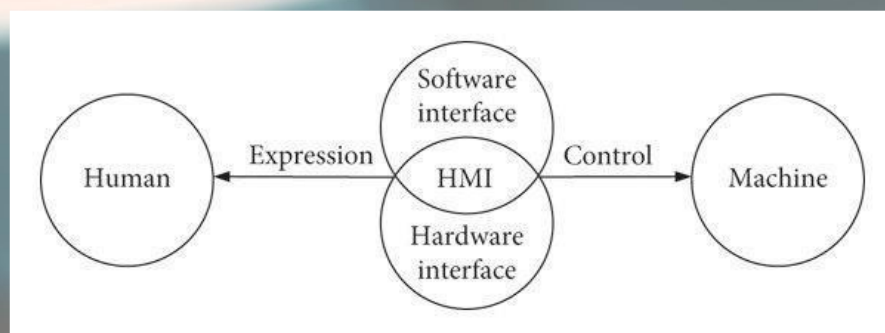 Software
interface
Human
Expression
HMI
Control
Machine
Hardware
interface